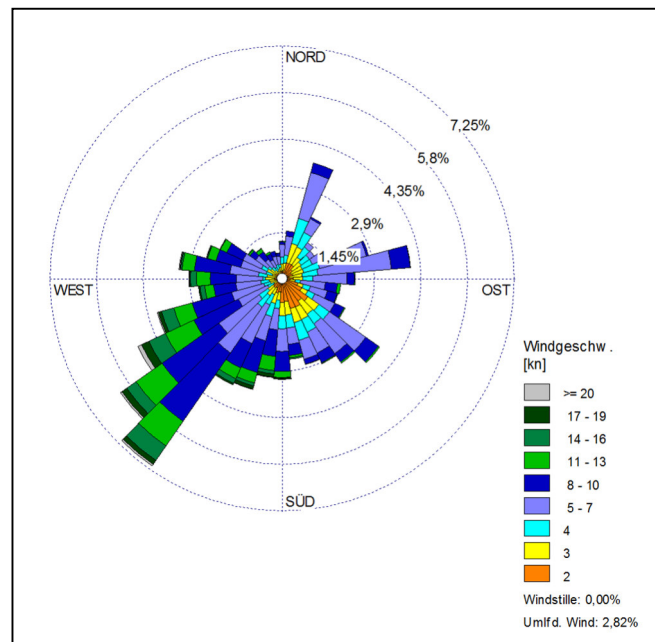 NORD
7,25%
5,8%
4,35%
2,9%
1,45%
WEST
OST
SÜD
Windgeschw .
[kn]
>= 20
17 - 19
14 - 16
11 - 13
8 - 10
5 - 7
4
3
2
Windstille: 0,00%
Umlfd. Wind: 2,82%